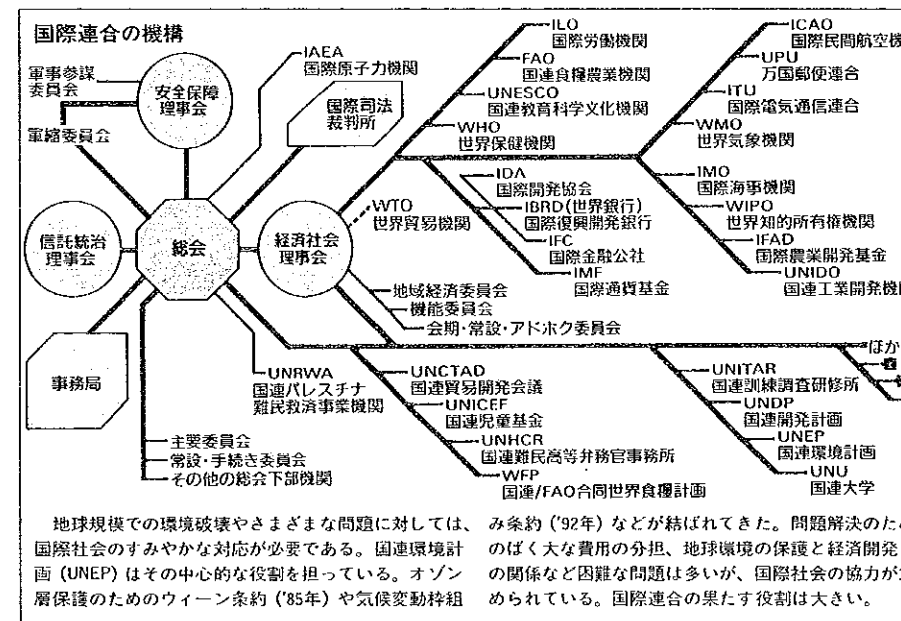 国際連合の機構
軍事参謀
委員会
安全保障
理事会
軍縮委員会
IAEA
国際原子力機関
国際司法
裁判所
信託統治
理事会
総会
経済社会
理事会
事務局
WTO
世界貿易機関
ILO
国際労働機関
FAO
国連食糧農業機関
UNESCO
国連教育科学文化機関
WHO
世界保健機関
IDA
国際開発協会
IBRD(世界銀行)
国際復興開発銀行
IFC
国際金融公社
IMF
国際通貨基金
ICAO
国際民間航空機
UPU
万国郵便連合
ITU
国際電気通信連合
WMO
世界気象機関
IMO
国際海事機関
WIPO
世界知的所有権機関
IFAD
国際農業開発基金
UNIDO
国連工業開発機
地域経済委員会
機能委員会
会期・常設・アドホク委員会
UNRWA
国連パレスチナ
難民救済事業機関
主要委員会
常設・手続き委員会
その他の総会下部機関
UNCTAD
国連貿易開発会議
UNICEF
国連児童基金
UNHCR
国連難民高等弁務官事務所
WFP
国連/FAO合同世界食糧計画
UNITAR
国連訓練調査研修所
UNDP
国連開発計画
UNEP
国連環境計画
UNU
国連大学
ほか
地球規模での環境破壊やさまざまな問題に対しては、
国際社会のすみやかな対応が必要である。国連環境計
画 (UNEP) はその中心的な役割を担っている。オゾン
層保護のためのウィーン条約 ('85年) や気候変動枠組
み条約 ('92年) などが結ばれてきた。問題解決のため
のばく大な費用の分担、地球環境の保護と経済開発
の関係など困難な問題は多いが、国際社会の協力が
められている。国際連合の果たす役割は大きい。